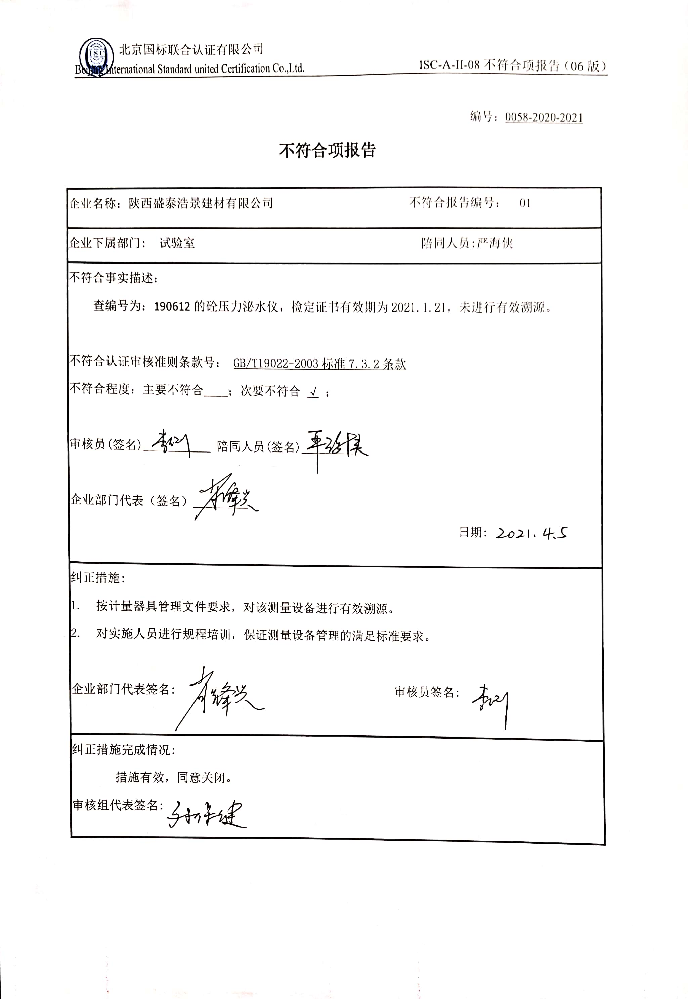 ISC
北京国标联合认证有限公司
Beijing International Standard united Certification Co.,Ltd.
ISC-A-II-08 不符合项报告（06 版）
编号：0058-2020-2021
不符合项报告
企业名称：陕西盛泰浩景建材有限公司 不符合报告编号： 01
企业下属部门： 试验室 陪同人员:严海侠
不符合事实描述：
查编号为：190612 的砼压力泌水仪，检定证书有效期为 2021.1.21，未进行有效溯源。
不符合认证审核准则条款号： GB/T19022-2003 标准 7.3.2 条款
不符合程度：主要不符合____；次要不符合 √ ；
审核员(签名) 陪同人员(签名) 严海侠
企业部门代表（签名）
日期: 2021.4.5
纠正措施：
1. 按计量器具管理文件要求，对该测量设备进行有效溯源。
2. 对实施人员进行规程培训，保证测量设备管理的满足标准要求。
企业部门代表签名： 审核员签名：
纠正措施完成情况：
措施有效，同意关闭。
审核组代表签名：